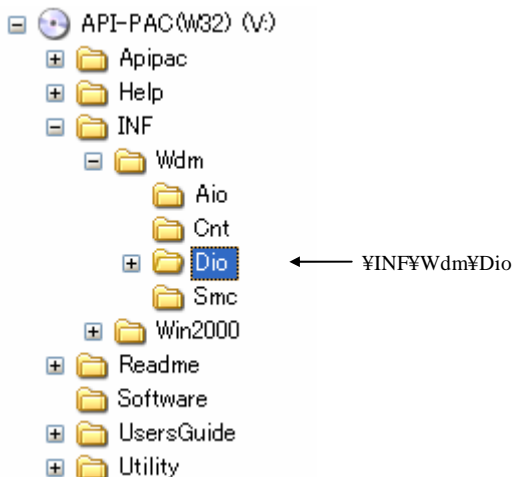 API-PAC(W32) (V:)
Apipac
Help
INF
Wdm
Aio
Cnt
Dio
¥INF¥Wdm¥Dio
Smc
Win2000
Readme
Software
UsersGuide
Utility